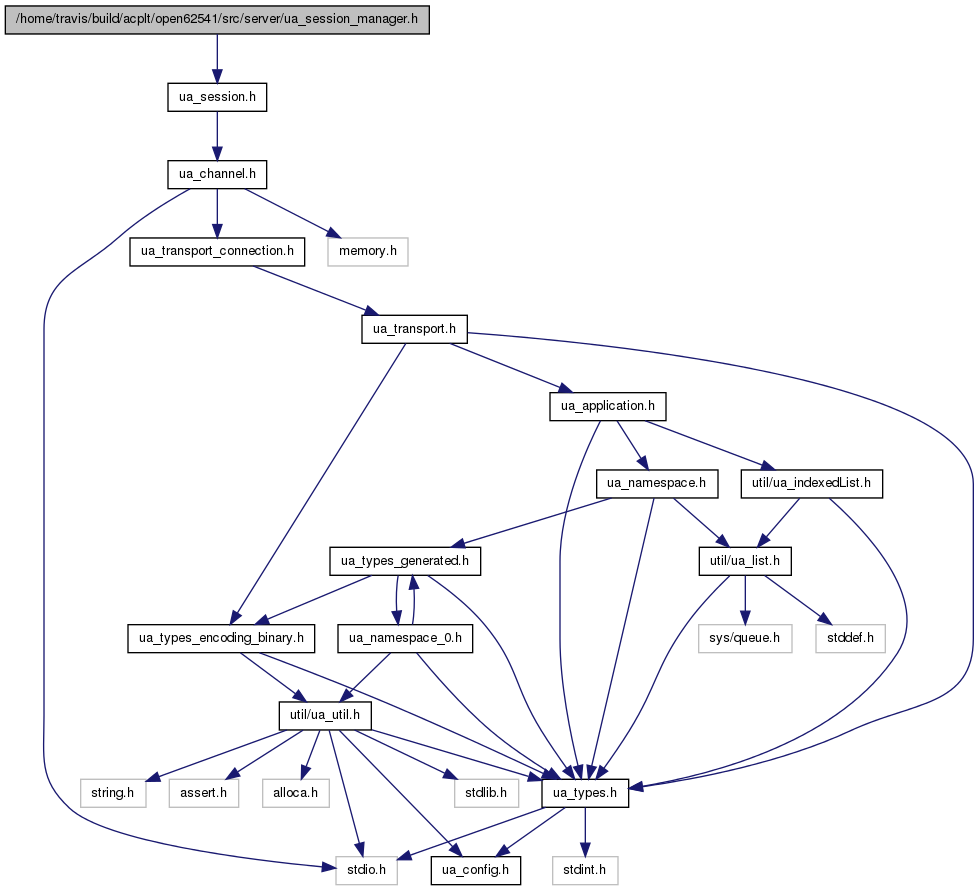 /home/travis/build/acplt/open62541/src/server/ua_session_manager.h
ua_session.h
ua_channel.h
ua_transport_connection.h
memory.h
ua_transport.h
ua_application.h
ua_namespace.h
util/ua_indexedList.h
ua_types_generated.h
util/ua_list.h
ua_types_encoding_binary.h
ua_namespace_0.h
sys/queue.h
stddef.h
util/ua_util.h
string.h
assert.h
alloca.h
stdlib.h
ua_types.h
stdio.h
ua_config.h
stdint.h